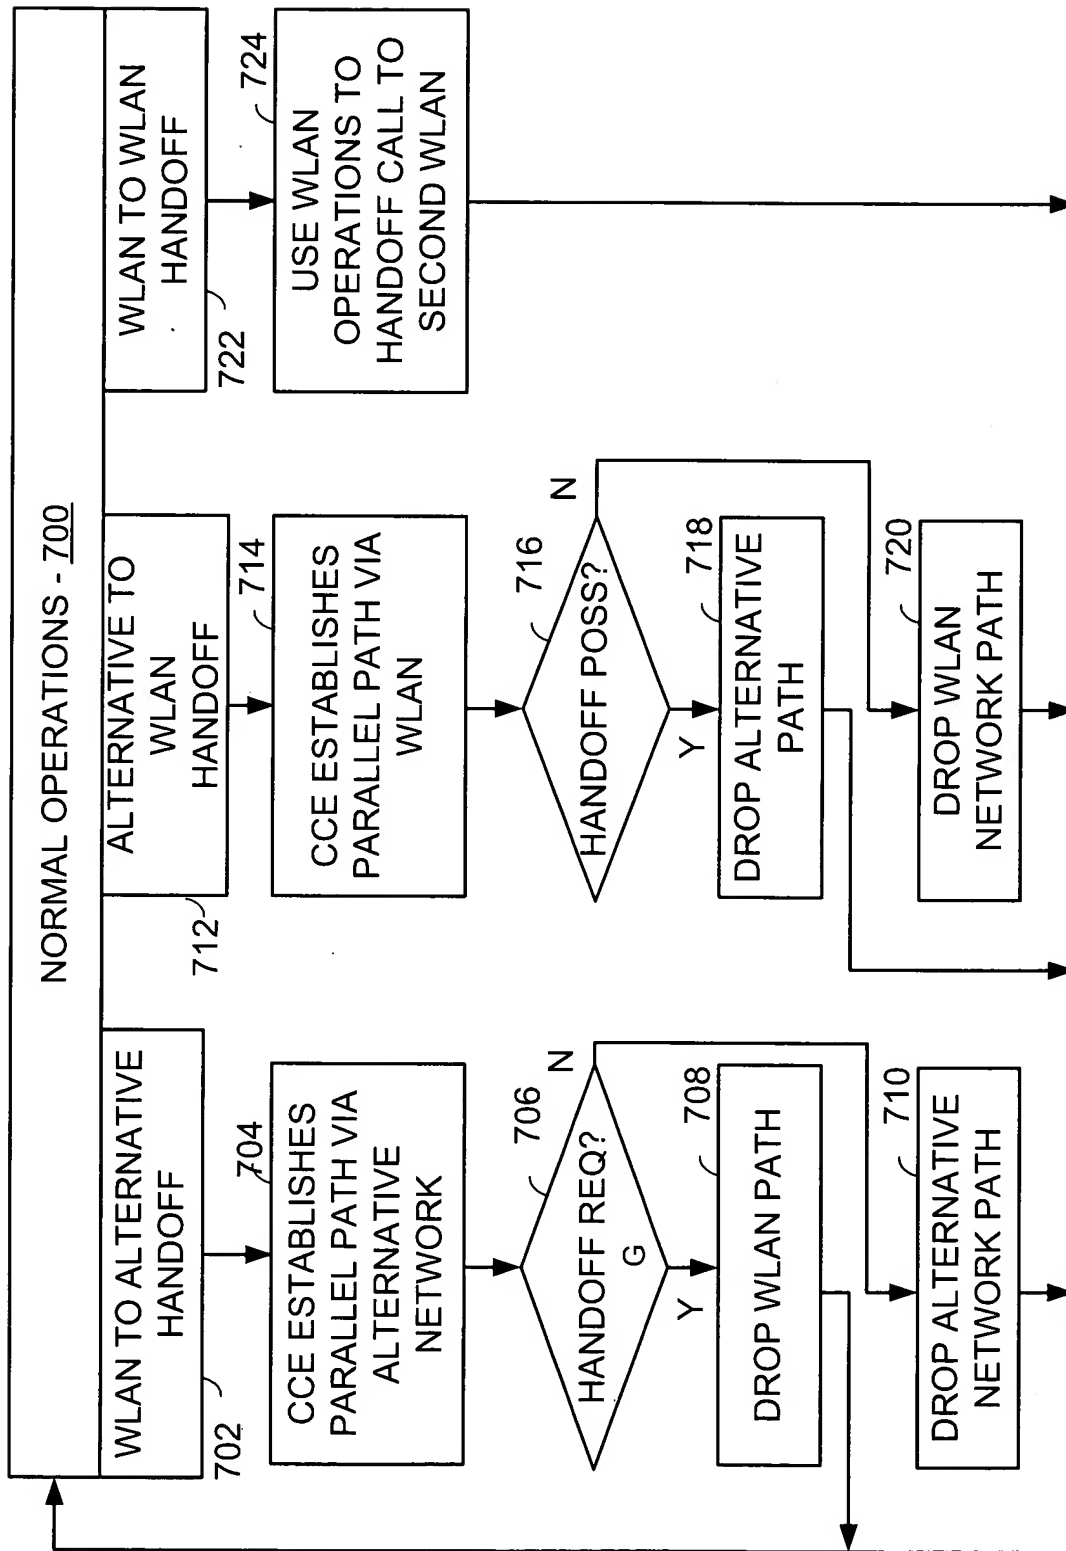 NORMAL OPERATIONS - 700
WLAN TO ALTERNATIVE
HANDOFF
702
704
CCE ESTABLISHES
PARALLEL PATH VIA
ALTERNATIVE
NETWORK
706
HANDOFF REQ?
G
N
Y
708
DROP WLAN PATH
710
DROP ALTERNATIVE
NETWORK PATH
ALTERNATIVE TO
WLAN
HANDOFF
712
714
CCE ESTABLISHES
PARALLEL PATH VIA
WLAN
716
HANDOFF POSS?
N
Y
718
DROP ALTERNATIVE
PATH
720
DROP WLAN
NETWORK PATH
WLAN TO WLAN
HANDOFF
722
724
USE WLAN
OPERATIONS TO
HANDOFF CALL TO
SECOND WLAN